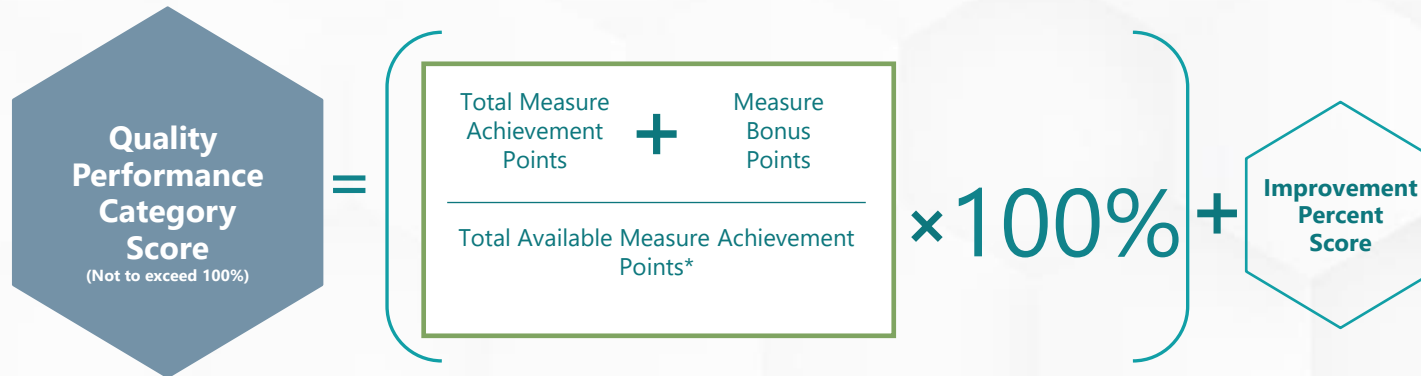 Quality
Performance
Category
Score
(Not to exceed 100%)
=
Total Measure
Achievement
Points
+
Measure
Bonus
Points
Total Available Measure Achievement
Points*
×100%
+
Improvement
Percent
Score